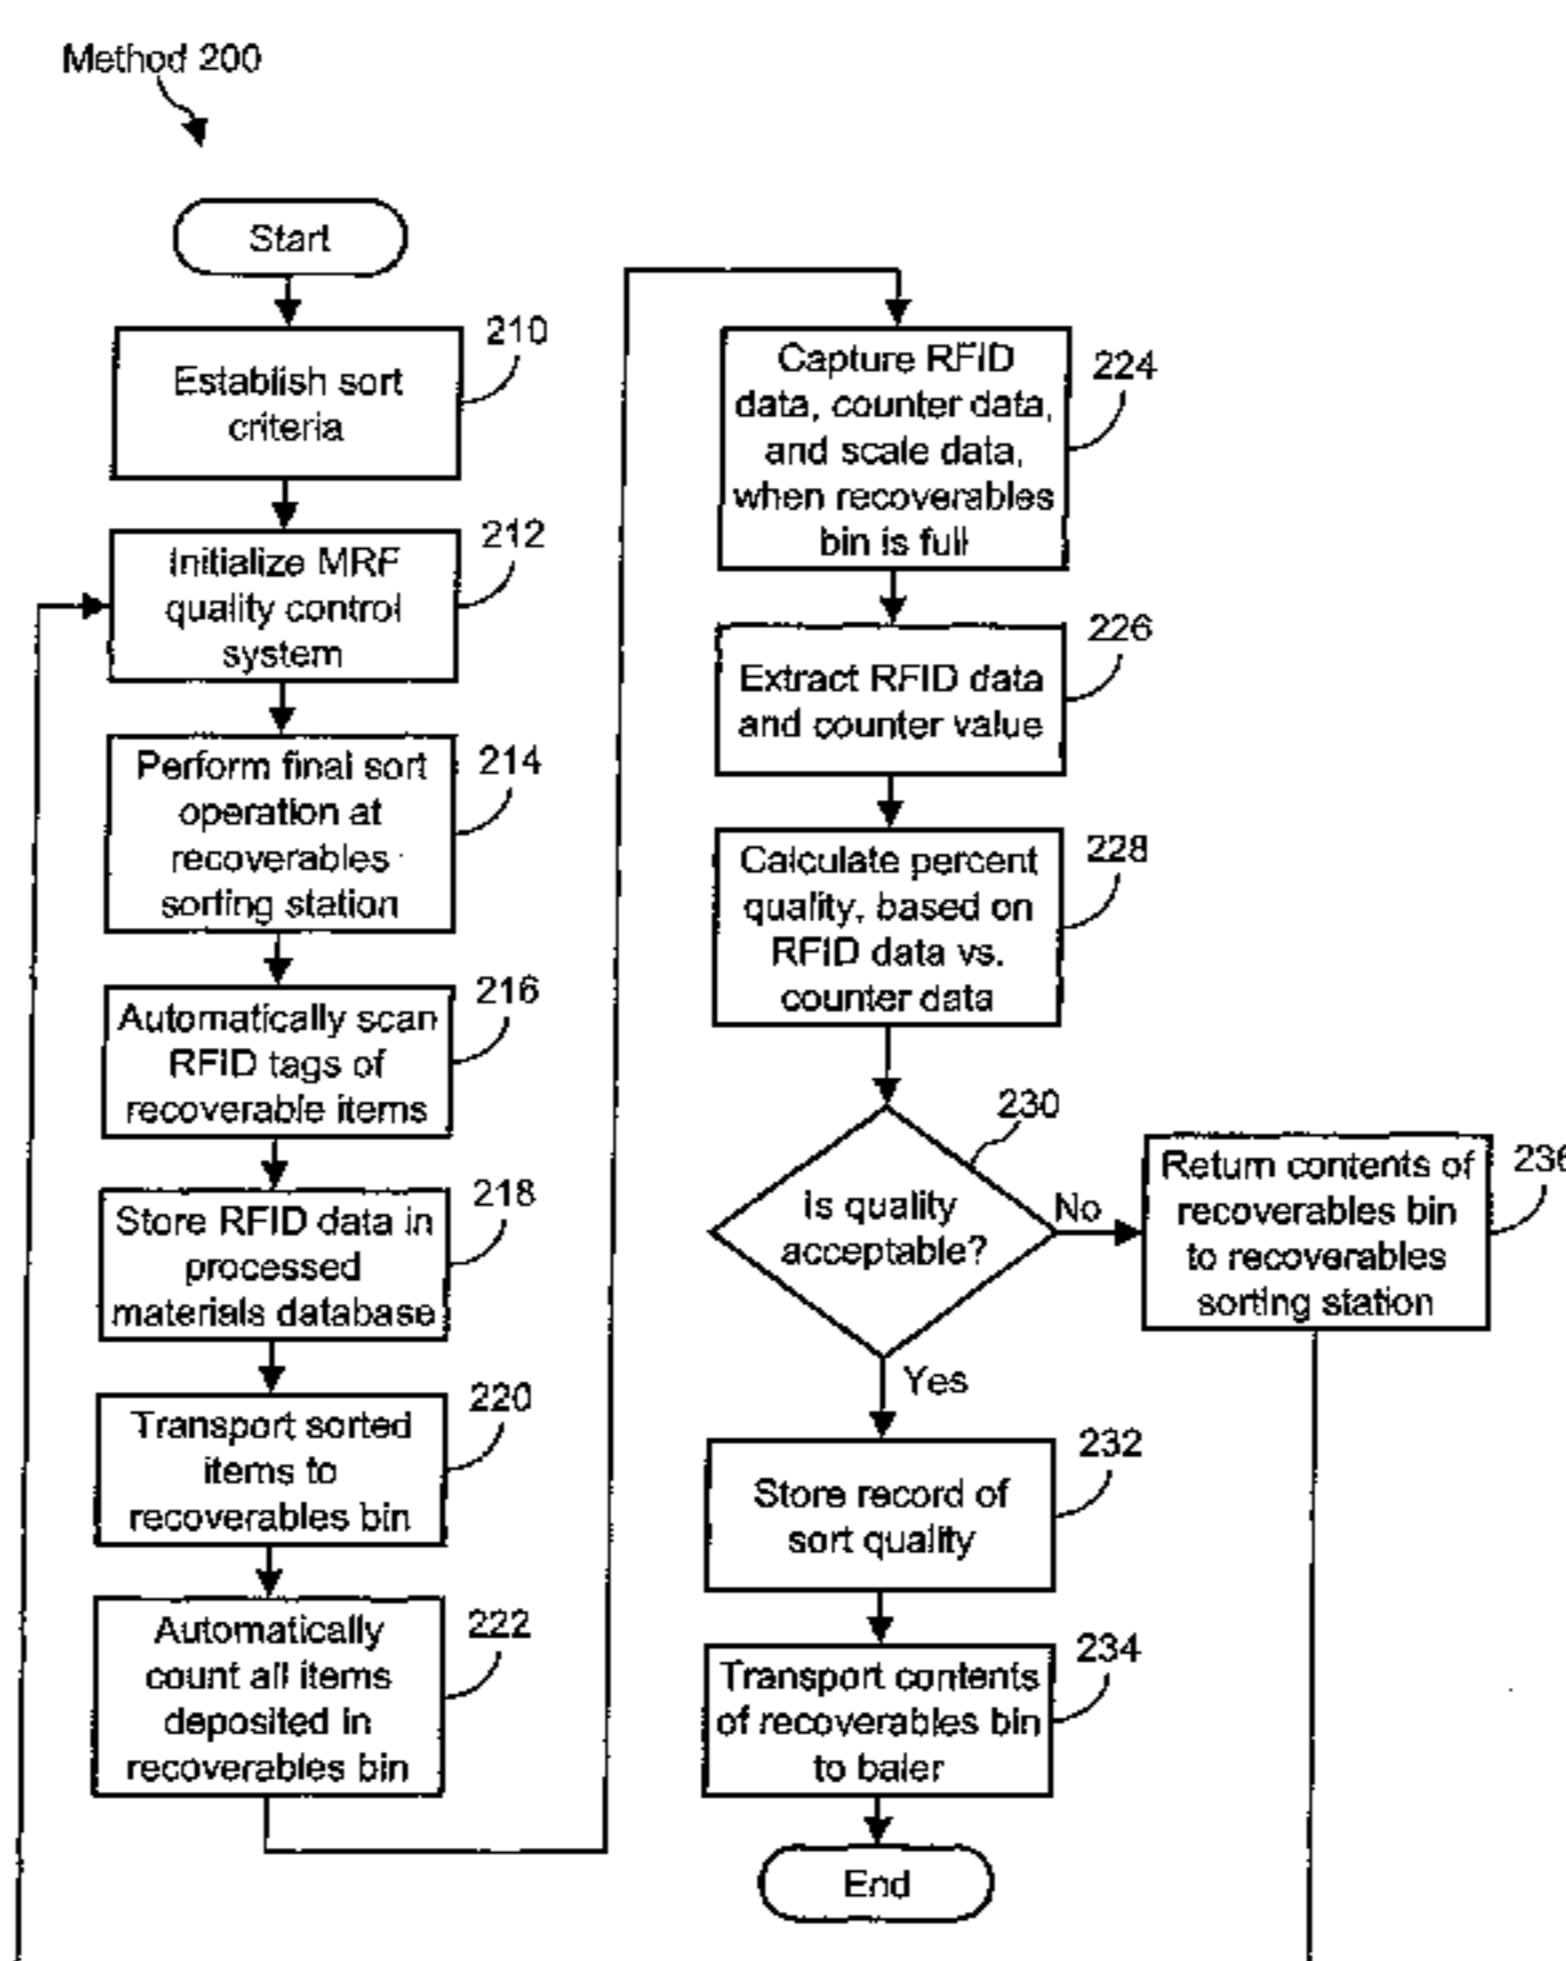 Method 200
Start
210
Establish sort
criteria
212
Initialize MRF
quality control
system
214
Perform final sort
operation at
recoverables
sorting station
216
Automatically scan
RFID tags of
recoverable items
218
Store RFID data in
processed
materials database
220
Transport sorted
items to
recoverables bin
222
Automatically
count all items
deposited in
recoverables bin
224
Capture RFID
data, counter data,
and scale data,
when recoverables
bin is full
226
Extract RFID data
and counter value
228
Calculate percent
quality, based on
RFID data vs.
counter data
230
Is quality
acceptable?
No
Yes
236
Return contents of
recoverables bin
to recoverables
sorting station
232
Store record of
sort quality
234
Transport contents
of recoverables bin
to baler
End